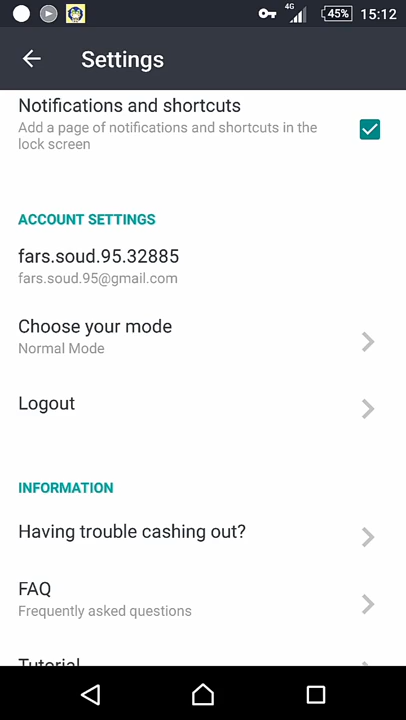 4G 45% 15:12
Settings
Notifications and shortcuts
Add a page of notifications and shortcuts in the
lock screen
ACCOUNT SETTINGS
fars.soud.95.32885
fars.soud.95@gmail.com
Choose your mode
Normal Mode
Logout
INFORMATION
Having trouble cashing out?
FAQ
Frequently asked questions
Tutorial